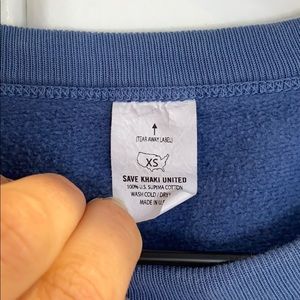 (TEAR AWAY LABEL)
XS
SAVE KHAKI UNITED
100% U.S. SUPIMA COTTON
WASH COLD / DRY
MADE IN U.S